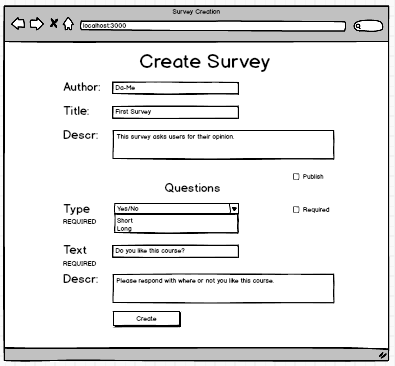 Survey Creation
localhost:3000
Create Survey
Author: Do-Me
Title: First Survey
Descr: This survey asks users for their opinion.
Publish
Questions
Type Yes/No Required
REQUIRED Short
Long
Text Do you like this course?
REQUIRED
Descr: Please respond with where or not you like this course.
Create